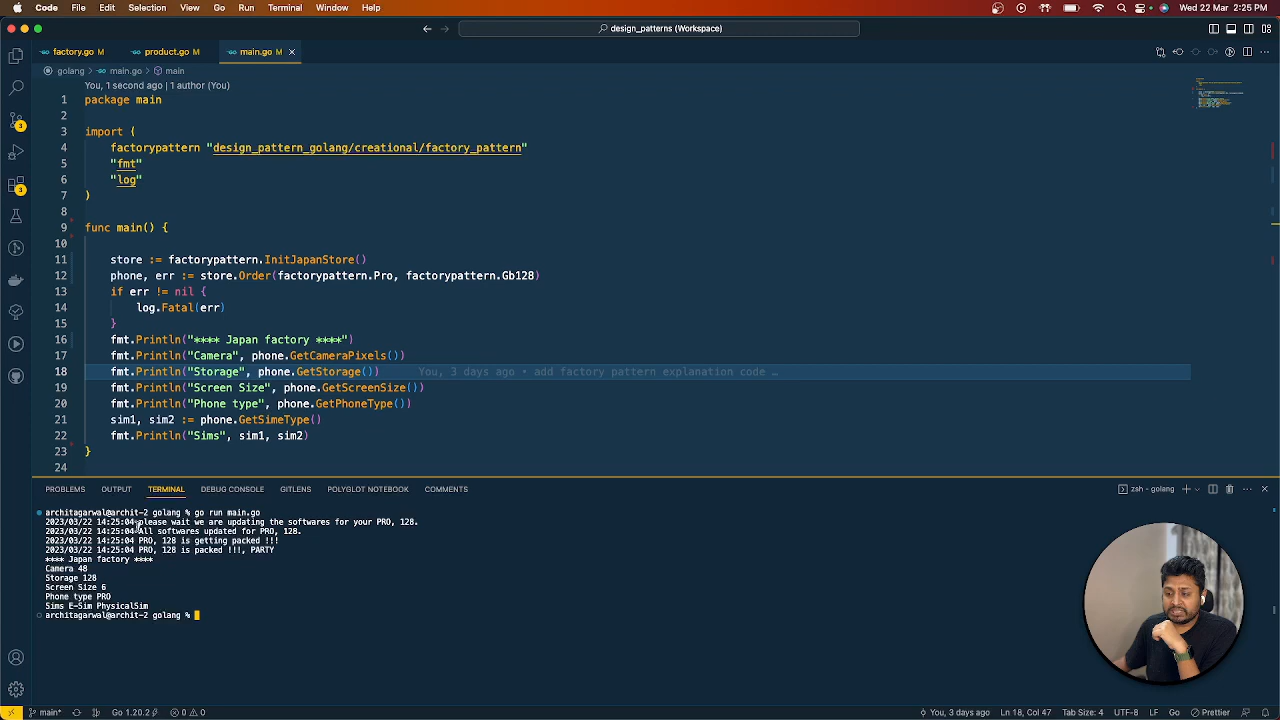 Code File Edit Selection View Go Run Terminal Window Help Wed 22 Mar 2:25 PM
design_patterns (Workspace)
factory.go M product.go M main.go M
golang > main.go > main
You, 1 second ago | 1 author (You)
1 package main
2
3 import (
4 factorypattern "design_pattern_golang/creational/factory_pattern"
5 "fmt"
6 "log"
7 )
8
9 func main() {
10
11 store := factorypattern.InitJapanStore()
12 phone, err := store.Order(factorypattern.Pro, factorypattern.Gb128)
13 if err != nil {
14 log.Fatal(err)
15 }
16 fmt.Println("**** Japan factory ****")
17 fmt.Println("Camera", phone.GetCameraPixels())
18 fmt.Println("Storage", phone.GetStorage()) You, 3 days ago • add factory pattern explanation code …
19 fmt.Println("Screen Size", phone.GetScreenSize())
20 fmt.Println("Phone type", phone.GetPhoneType())
21 sim1, sim2 := phone.GetSimeType()
22 fmt.Println("Sims", sim1, sim2)
23 }
24
PROBLEMS OUTPUT TERMINAL DEBUG CONSOLE GITLENS POLYGLOT NOTEBOOK COMMENTS zsh - golang
architagarwal@archit-2 golang % go run main.go
2023/03/22 14:25:04 please wait we are updating the softwares for your PRO, 128.
2023/03/22 14:25:04 All softwares updated for PRO, 128.
2023/03/22 14:25:04 PRO, 128 is getting packed !!!
2023/03/22 14:25:04 PRO, 128 is packed !!!, PARTY
**** Japan factory ****
Camera 48
Storage 128
Screen Size 6
Phone type PRO
Sims E-Sim PhysicalSim
architagarwal@archit-2 golang %
main* Go 1.20.2 0 0 You, 3 days ago Ln 18, Col 47 Tab Size: 4 UTF-8 LF Go Prettier